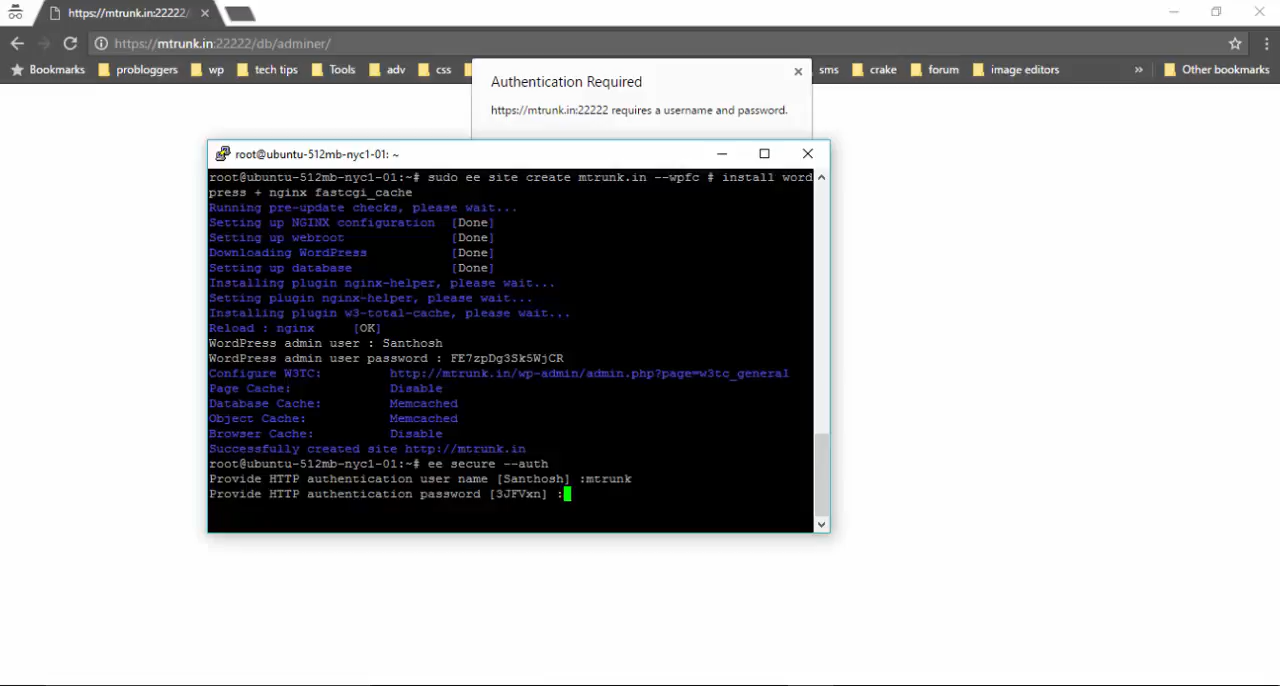 https://mtrunk.in:22222/
https://mtrunk.in:22222/db/adminer/
Bookmarks probloggers wp tech tips Tools adv css sms crake forum image editors » Other bookmarks
Authentication Required
https://mtrunk.in:22222 requires a username and password.
root@ubuntu-512mb-nyc1-01: ~
root@ubuntu-512mb-nyc1-01:~# sudo ee site create mtrunk.in --wpfc # install word
press + nginx fastcgi_cache
Running pre-update checks, please wait...
Setting up NGINX configuration [Done]
Setting up webroot [Done]
Downloading WordPress [Done]
Setting up database [Done]
Installing plugin nginx-helper, please wait...
Setting plugin nginx-helper, please wait...
Installing plugin w3-total-cache, please wait...
Reload : nginx [OK]
WordPress admin user : Santhosh
WordPress admin user password : FE7zpDg3Sk5WjCR
Configure W3TC: http://mtrunk.in/wp-admin/admin.php?page=w3tc_general
Page Cache: Disable
Database Cache: Memcached
Object Cache: Memcached
Browser Cache: Disable
Successfully created site http://mtrunk.in
root@ubuntu-512mb-nyc1-01:~# ee secure --auth
Provide HTTP authentication user name [Santhosh] :mtrunk
Provide HTTP authentication password [3JFVxn] :